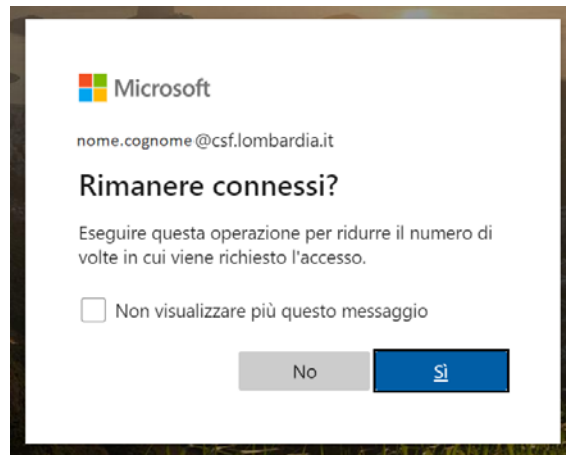 Microsoft
nome.cognome@csf.lombardia.it
Rimanere connessi?
Eseguire questa operazione per ridurre il numero di
volte in cui viene richiesto l'accesso.
Non visualizzare più questo messaggio
No Sì